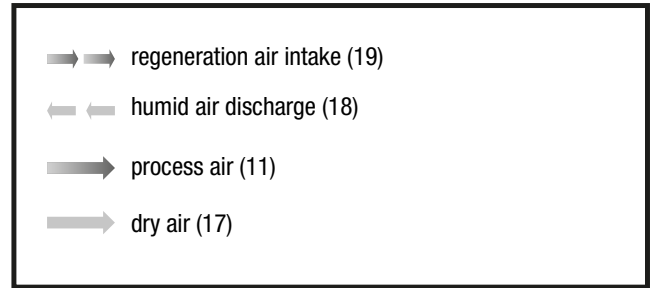 regeneration air intake (19)
humid air discharge (18)
process air (11)
dry air (17)